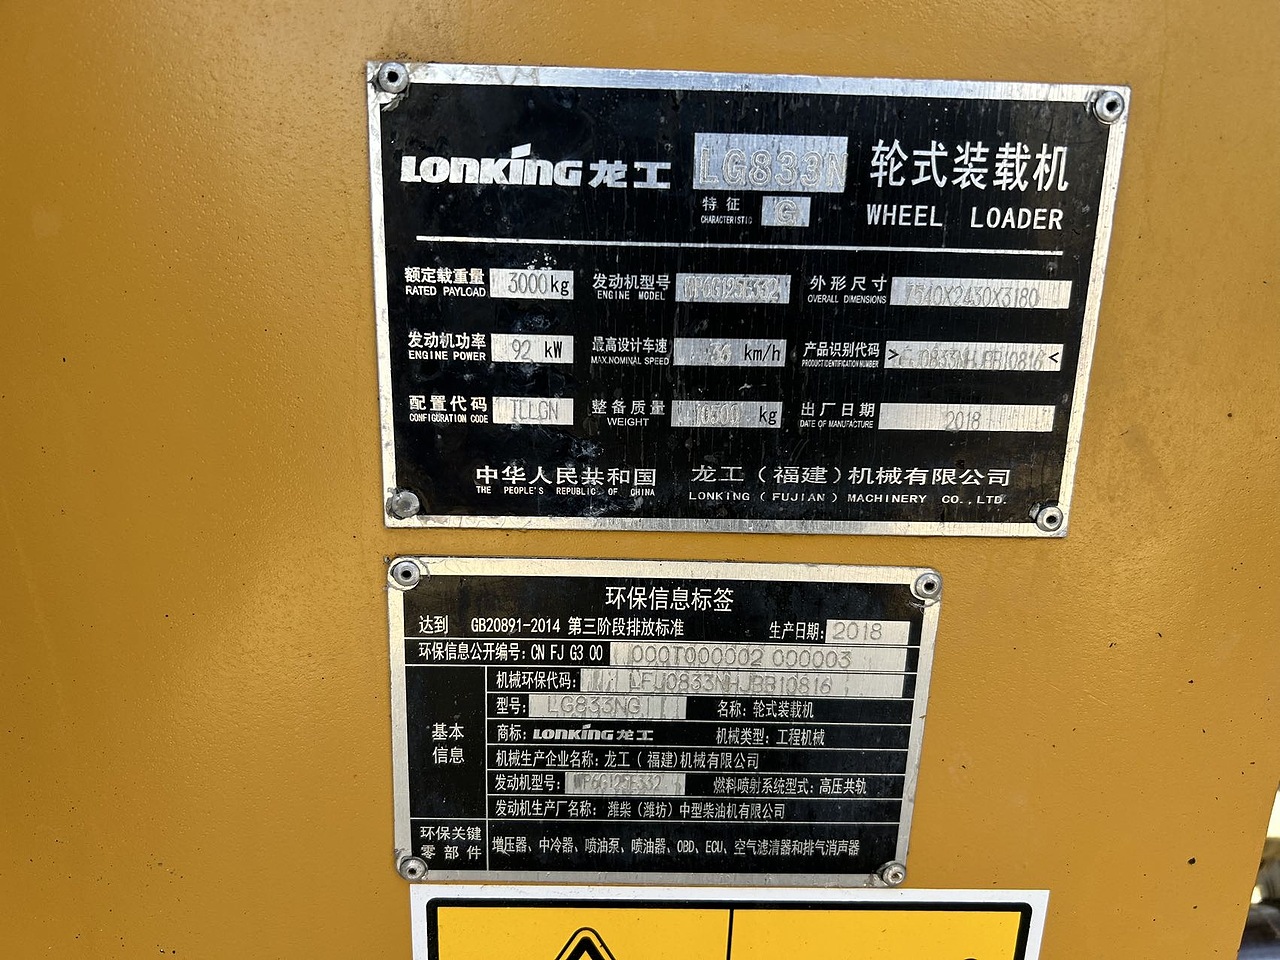 LONKING 龙工 LG833N 轮式装载机
特征 CHARACTERISTIC G WHEEL LOADER
额定载重量 RATED PAYLOAD 3000 kg 发动机型号 ENGINE MODEL WP6G125E332 外形尺寸 OVERALL DIMENSIONS 7540X2430X3180
发动机功率 ENGINE POWER 92 kW 最高设计车速 MAX.NOMINAL SPEED 36 km/h 产品识别代码 PRODUCT IDENTIFICATION NUMBER >LFJ0833NHJBB10816<
配置代码 CONFIGURATION CODE 整备质量 WEIGHT 10300 kg 出厂日期 DATE OF MANUFACTURE 2018
中华人民共和国 龙工（福建）机械有限公司
THE PEOPLE'S REPUBLIC OF CHINA LONKING ( FUJIAN ) MACHINERY CO.,LTD.
环保信息标签
达到 GB20891-2014 第三阶段排放标准 生产日期: 2018
环保信息公开编号: CN FJ G3 00 000T000002 000003
机械环保代码: LFJ0833NHJBB10816
型号: LG833NG 名称: 轮式装载机
基本信息
商标: LONKING 龙工 机械类型: 工程机械
机械生产企业名称: 龙工（福建)机械有限公司
发动机型号: WP6G125E332 燃料喷射系统型式: 高压共轨
发动机生产厂名称: 潍柴（潍坊）中型柴油机有限公司
环保关键零部件 增压器、中冷器、喷油泵、喷油器、OBD、ECU、空气滤清器和排气消声器